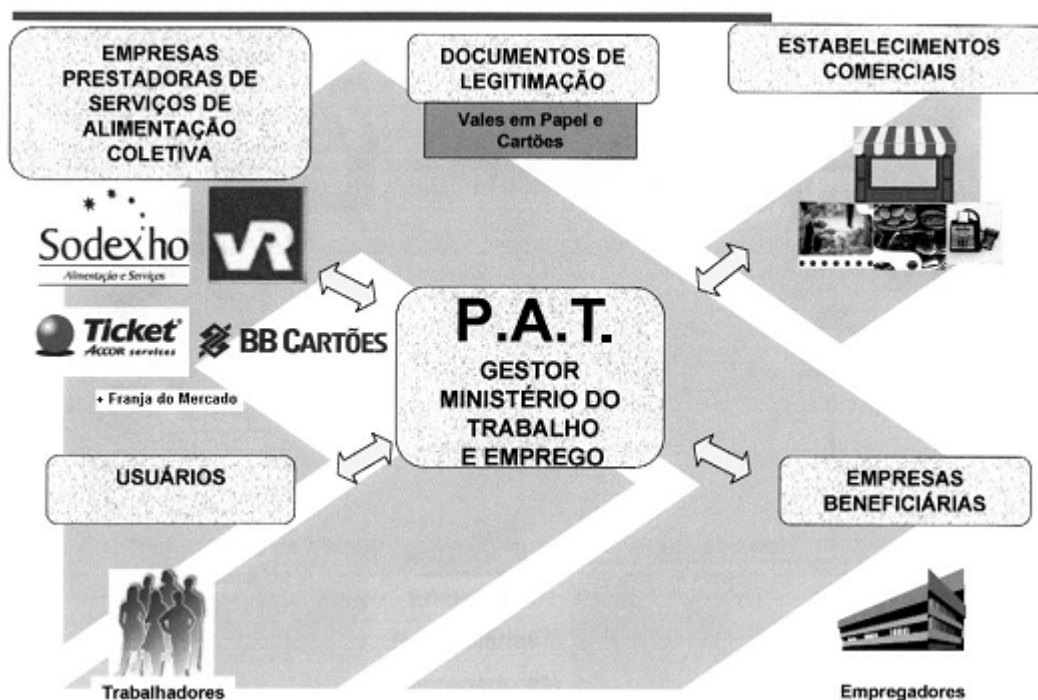 EMPRESAS
PRESTADORAS DE
SERVIÇOS DE
ALIMENTAÇÃO
COLETIVA
DOCUMENTOS DE
LEGITIMAÇÃO
Vales em Papel e
Cartões
ESTABELECIMENTOS
COMERCIAIS
Sodexho
Alimentação e Serviços
VR
Ticket
ACCOR services
BB CARTÕES
+ Franja do Mercado
P.A.T.
GESTOR
MINISTÉRIO DO
TRABALHO
E EMPREGO
USUÁRIOS
EMPRESAS
BENEFICIÁRIAS
Trabalhadores
Empregadores